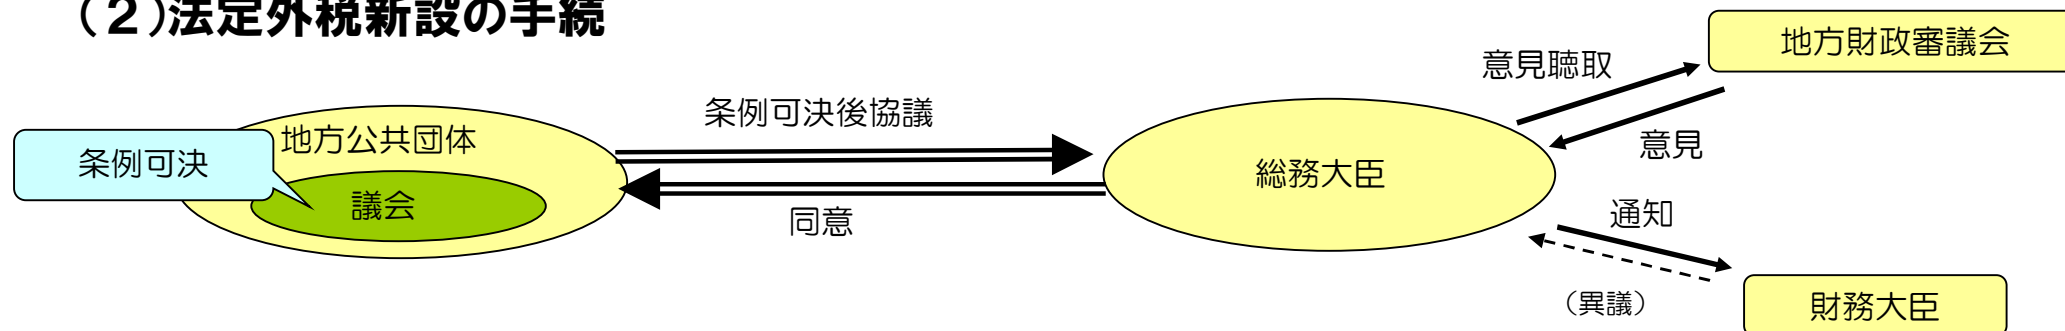 （２）法定外税新設の手続
地方財政審議会
意見聴取
条例可決後協議
地方公共団体
意見
条例可決
総務大臣
議会
同意
通知
（異議）
財務大臣